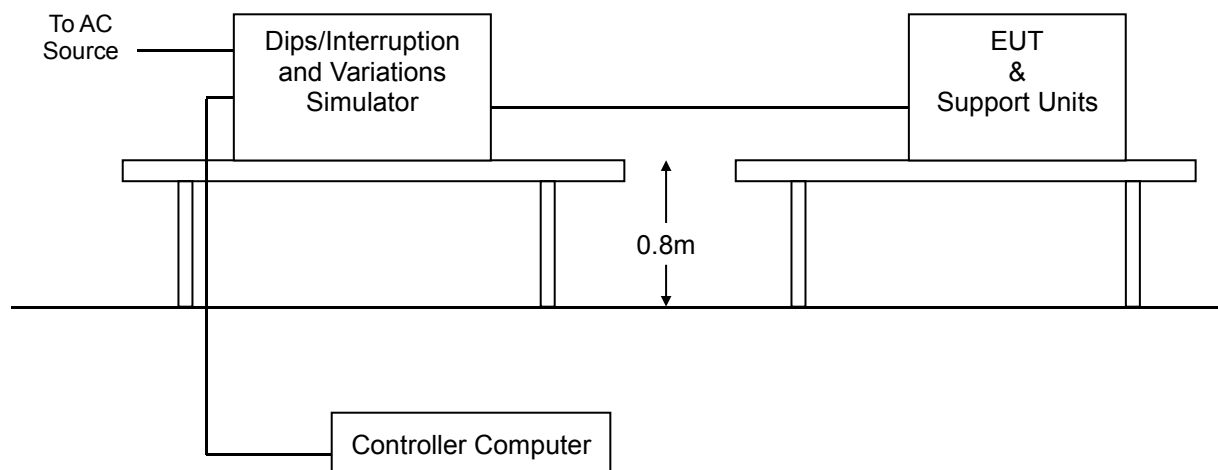 To AC
Source
Dips/Interruption
and Variations
Simulator
EUT
&
Support Units
0.8m
Controller Computer